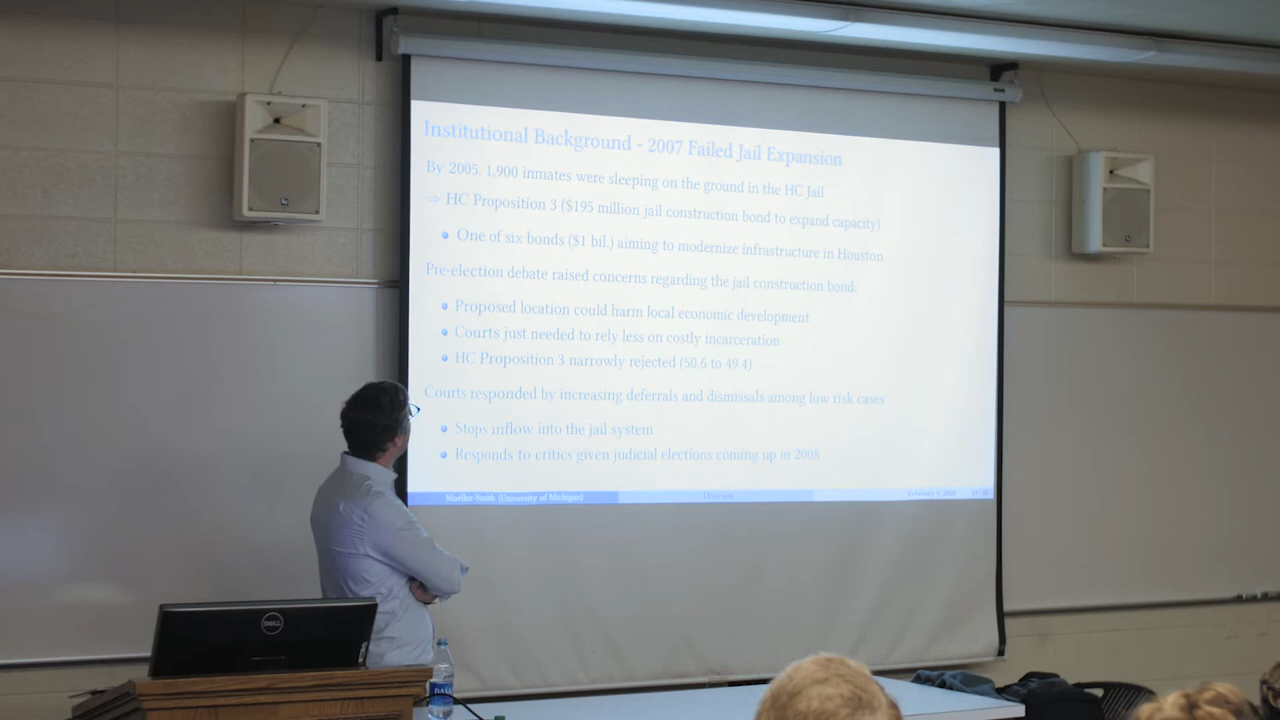 Institutional Background - 2007 Failed Jail Expansion
By 2005, 1,900 inmates were sleeping on the ground in the HC Jail
⇒ HC Proposition 3 ($195 million jail construction bond to expand capacity)
One of six bonds ($1 bil.) aiming to modernize infrastructure in Houston
Pre-election debate raised concerns regarding the jail construction bond:
Proposed location could harm local economic development
Courts just needed to rely less on costly incarceration
HC Proposition 3 narrowly rejected (50.6 to 49.4)
Courts responded by increasing deferrals and dismissals among low risk cases
Stops inflow into the jail system
Responds to critics given judicial elections coming up in 2008
Mueller-Smith (University of Michigan)
Diversion
DELL